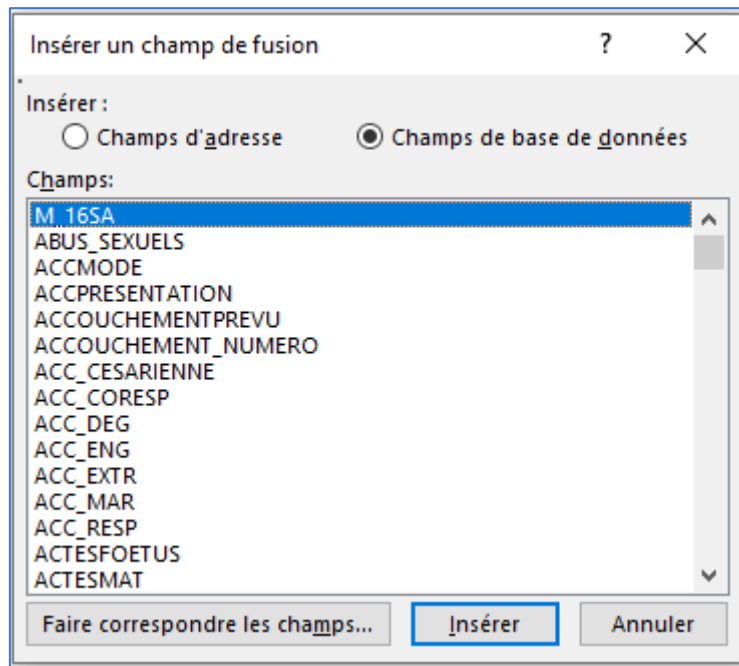 Insérer un champ de fusion ?
Insérer :
Champs d'adresse Champs de base de données
Champs:
M_16SA
ABUS_SEXUELS
ACCMODE
ACCPRESENTATION
ACCOUCHEMENTPREVU
ACCOUCHEMENT_NUMERO
ACC_CESARIENNE
ACC_CORESP
ACC_DEG
ACC_ENG
ACC_EXTR
ACC_MAR
ACC_RESP
ACTESFOETUS
ACTESMAT
Faire correspondre les champs... Insérer Annuler